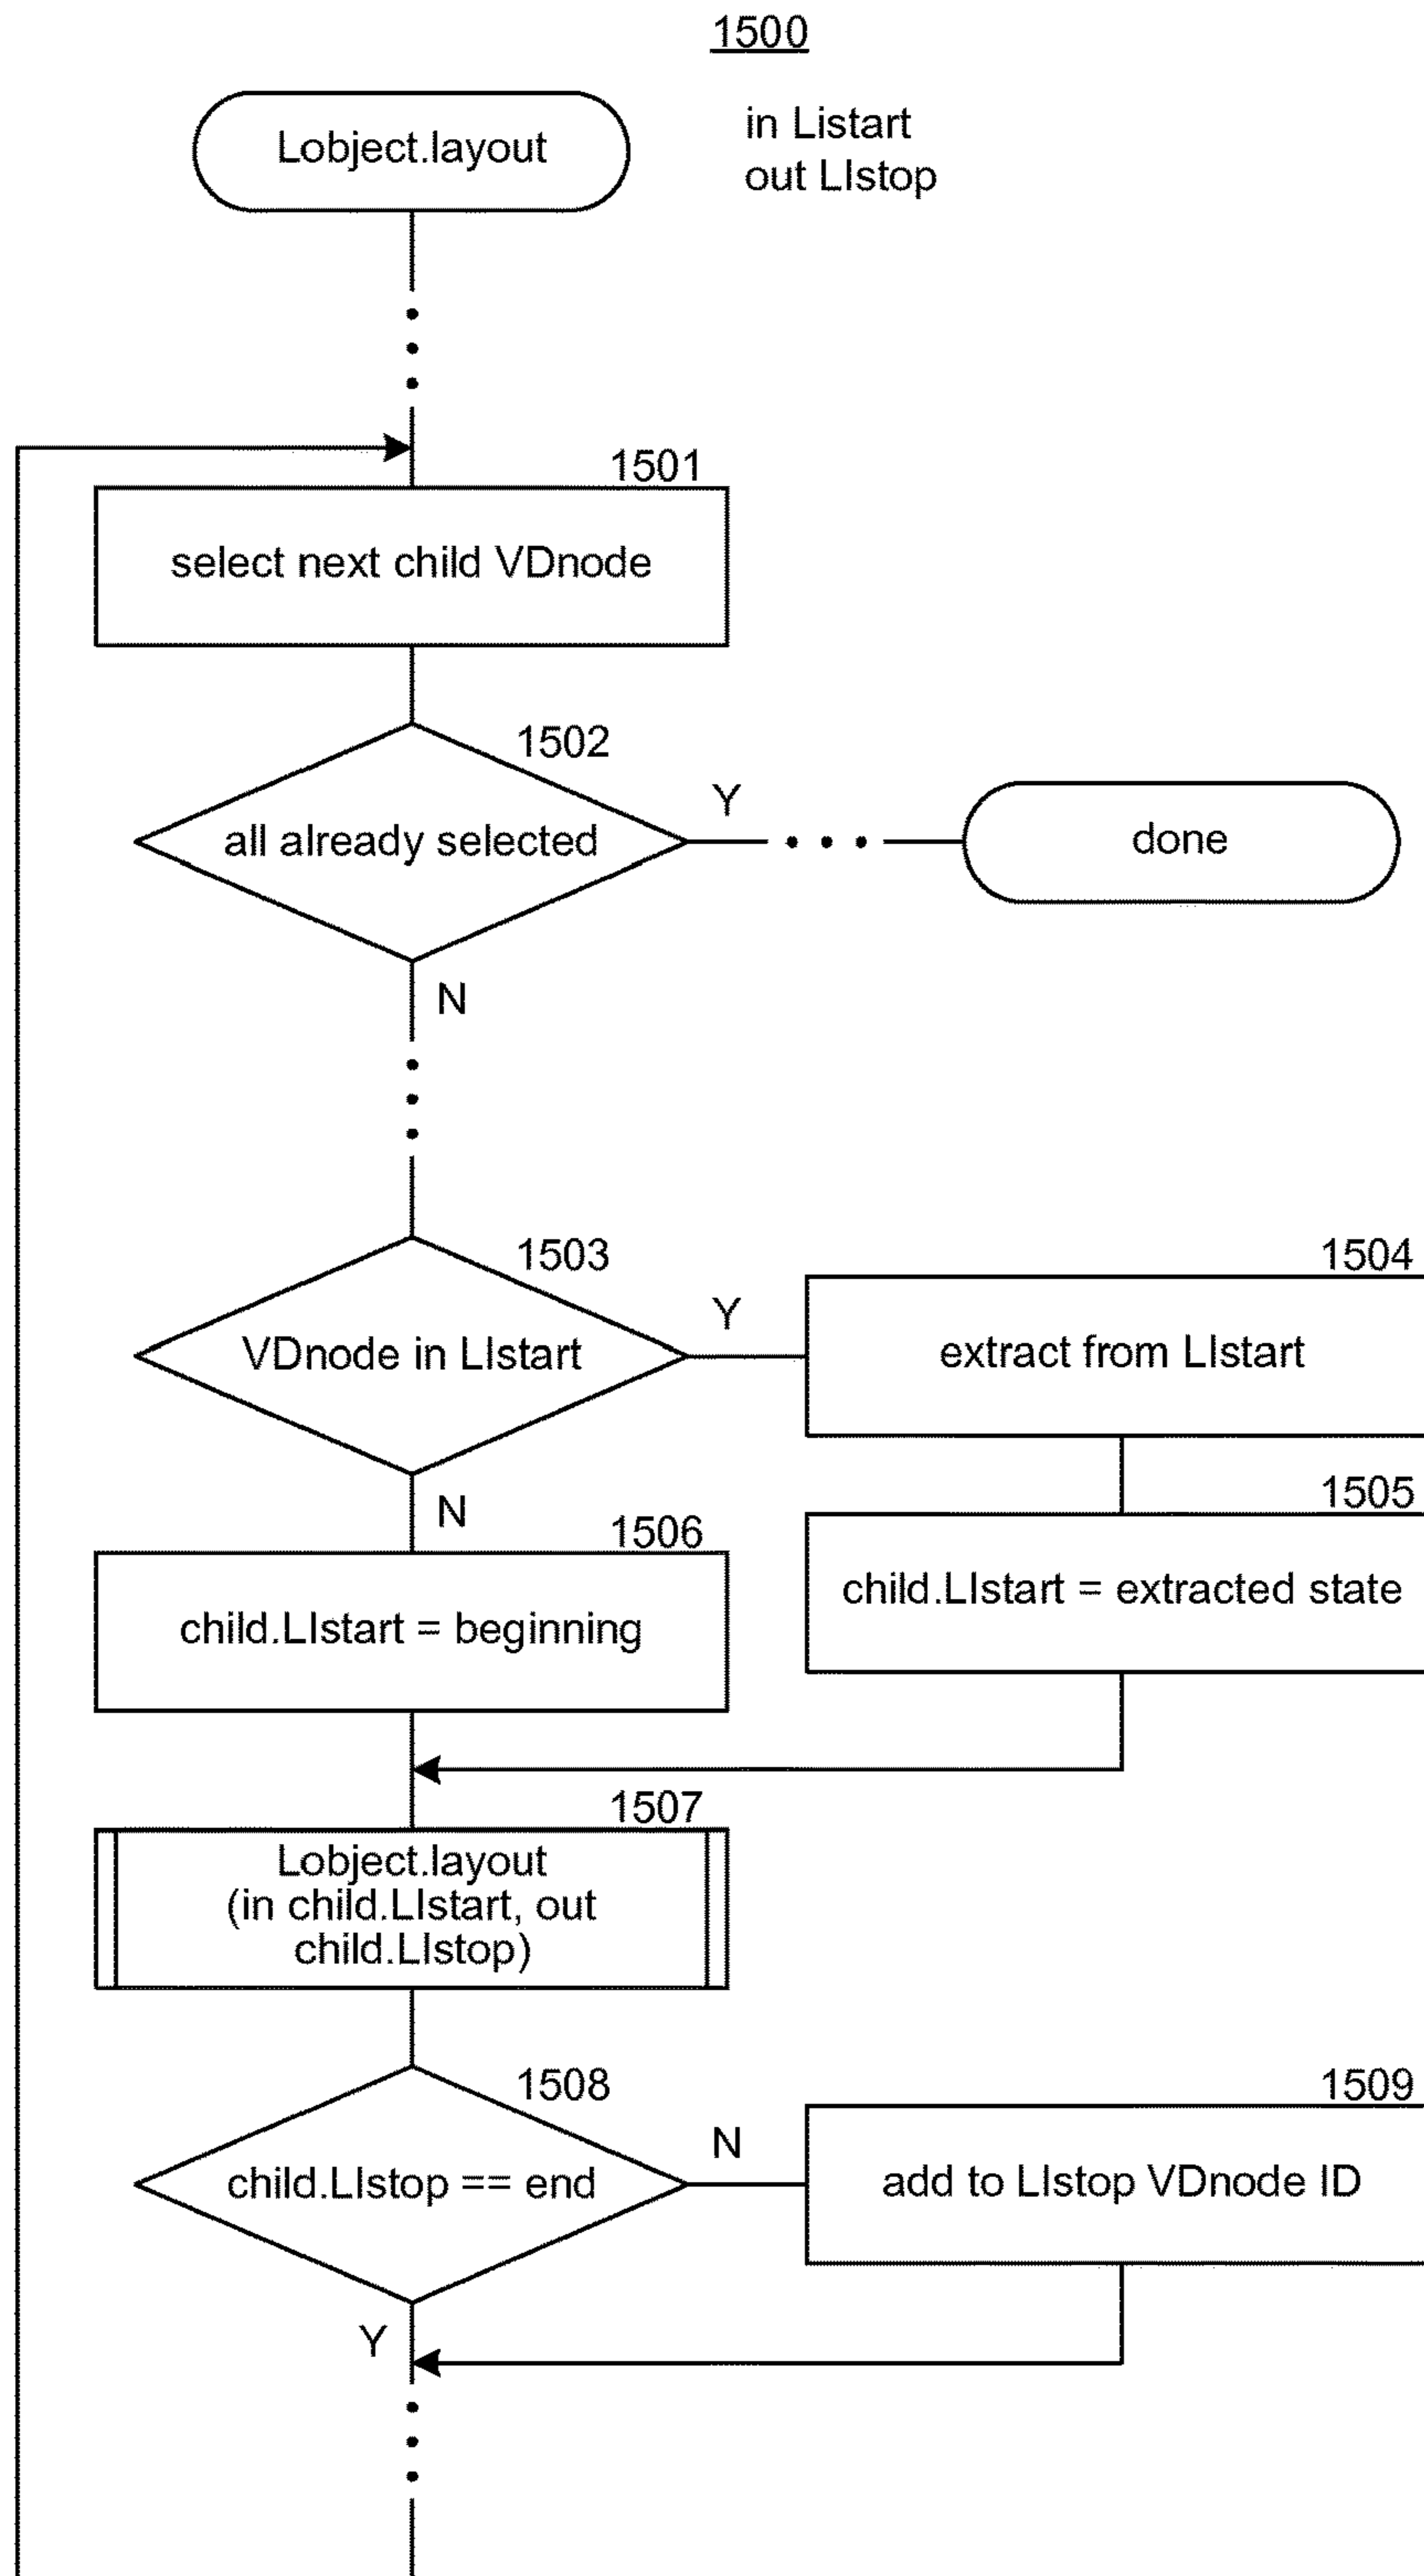 1500
Lobject.layout
in Listart
out LIstop
1501
select next child VDnode
1502
all already selected
Y
done
N
1503
VDnode in LIstart
Y
1504
extract from LIstart
N
1505
child.LIstart = extracted state
1506
child.LIstart = beginning
1507
Lobject.layout
(in child.LIstart, out
child.LIstop)
1508
child.LIstop == end
N
1509
add to LIstop VDnode ID
Y